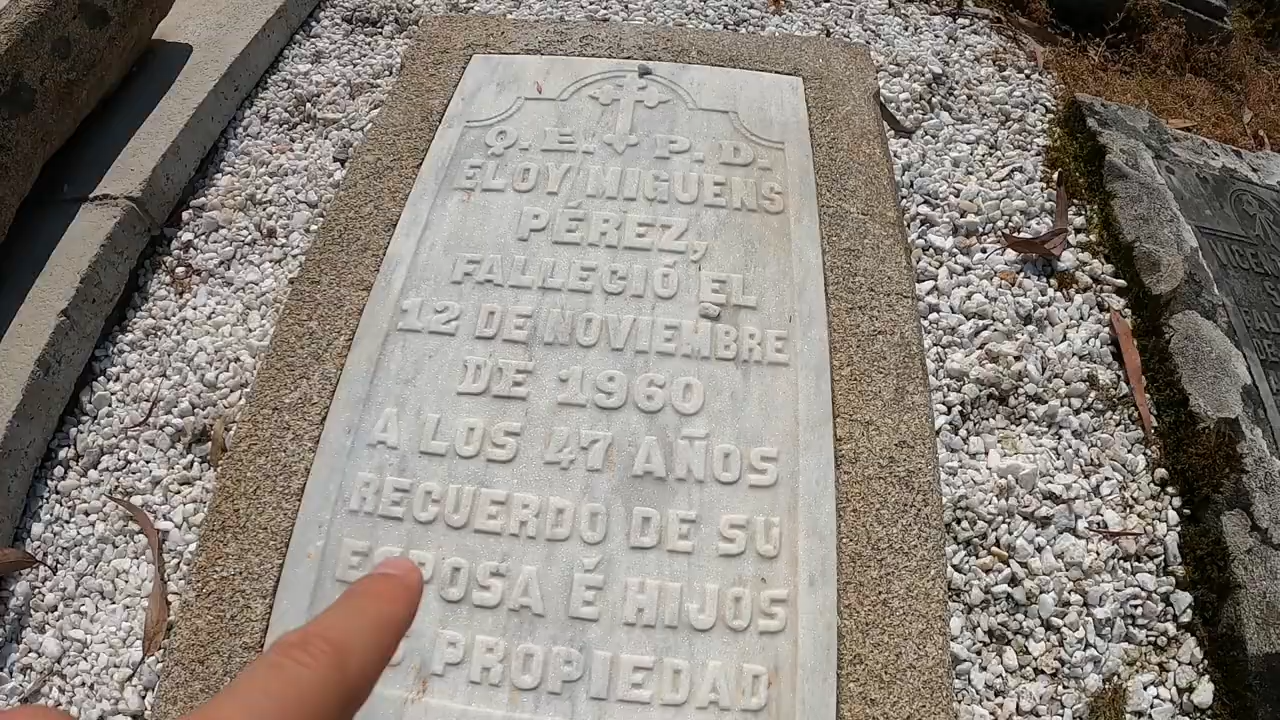 Q. E. P. D.
ELOY MIGUENS
PÉREZ,
FALLECIÓ EL
12 DE NOVIEMBRE
DE 1960
A LOS 47 AÑOS
RECUERDO DE SU
ESPOSA É HIJOS
PROPIEDAD